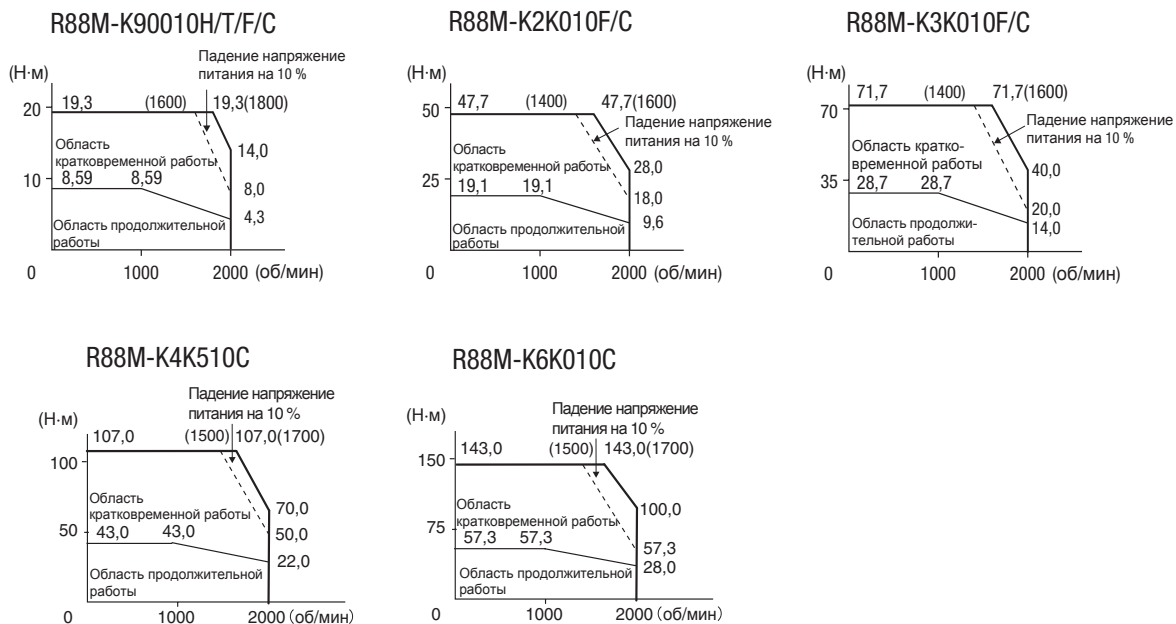 R88M-K90010H/T/F/C
Падение напряжение
питания на 10 %
(Н·м)
20
19,3
(1600)
19,3(1800)
Область
кратковременной работы
14,0
10
8,59
8,59
8,0
4,3
Область продолжительной
работы
0
1000
2000 (об/мин)
R88M-K2K010F/C
(Н·м)
50
47,7
(1400)
47,7(1600)
Падение напряжение
питания на 10 %
Область
кратковременной работы
28,0
25
19,1
19,1
18,0
9,6
Область продолжительной
работы
0
1000
2000 (об/мин)
R88M-K3K010F/C
(Н·м)
70
71,7
(1400)
71,7(1600)
Падение напряжение
питания на 10 %
Область кратко-
временной работы
40,0
35
28,7
28,7
20,0
14,0
Область продолжи-
тельной работы
0
1000
2000 (об/мин)
R88M-K4K510C
Падение напряжение
питания на 10 %
(Н·м)
107,0
(1500)
107,0(1700)
100
Область
кратковременной работы
70,0
50
43,0
43,0
50,0
22,0
Область продолжительной
работы
0
1000
2000 (об/мин)
R88M-K6K010C
Падение напряжение
питания на 10 %
(Н·м)
150
143,0
(1500)
143,0(1700)
Область
кратковременной работы
100,0
75
57,3
57,3
57,3
28,0
Область продолжительной
работы
0
1000
2000 (об/мин)